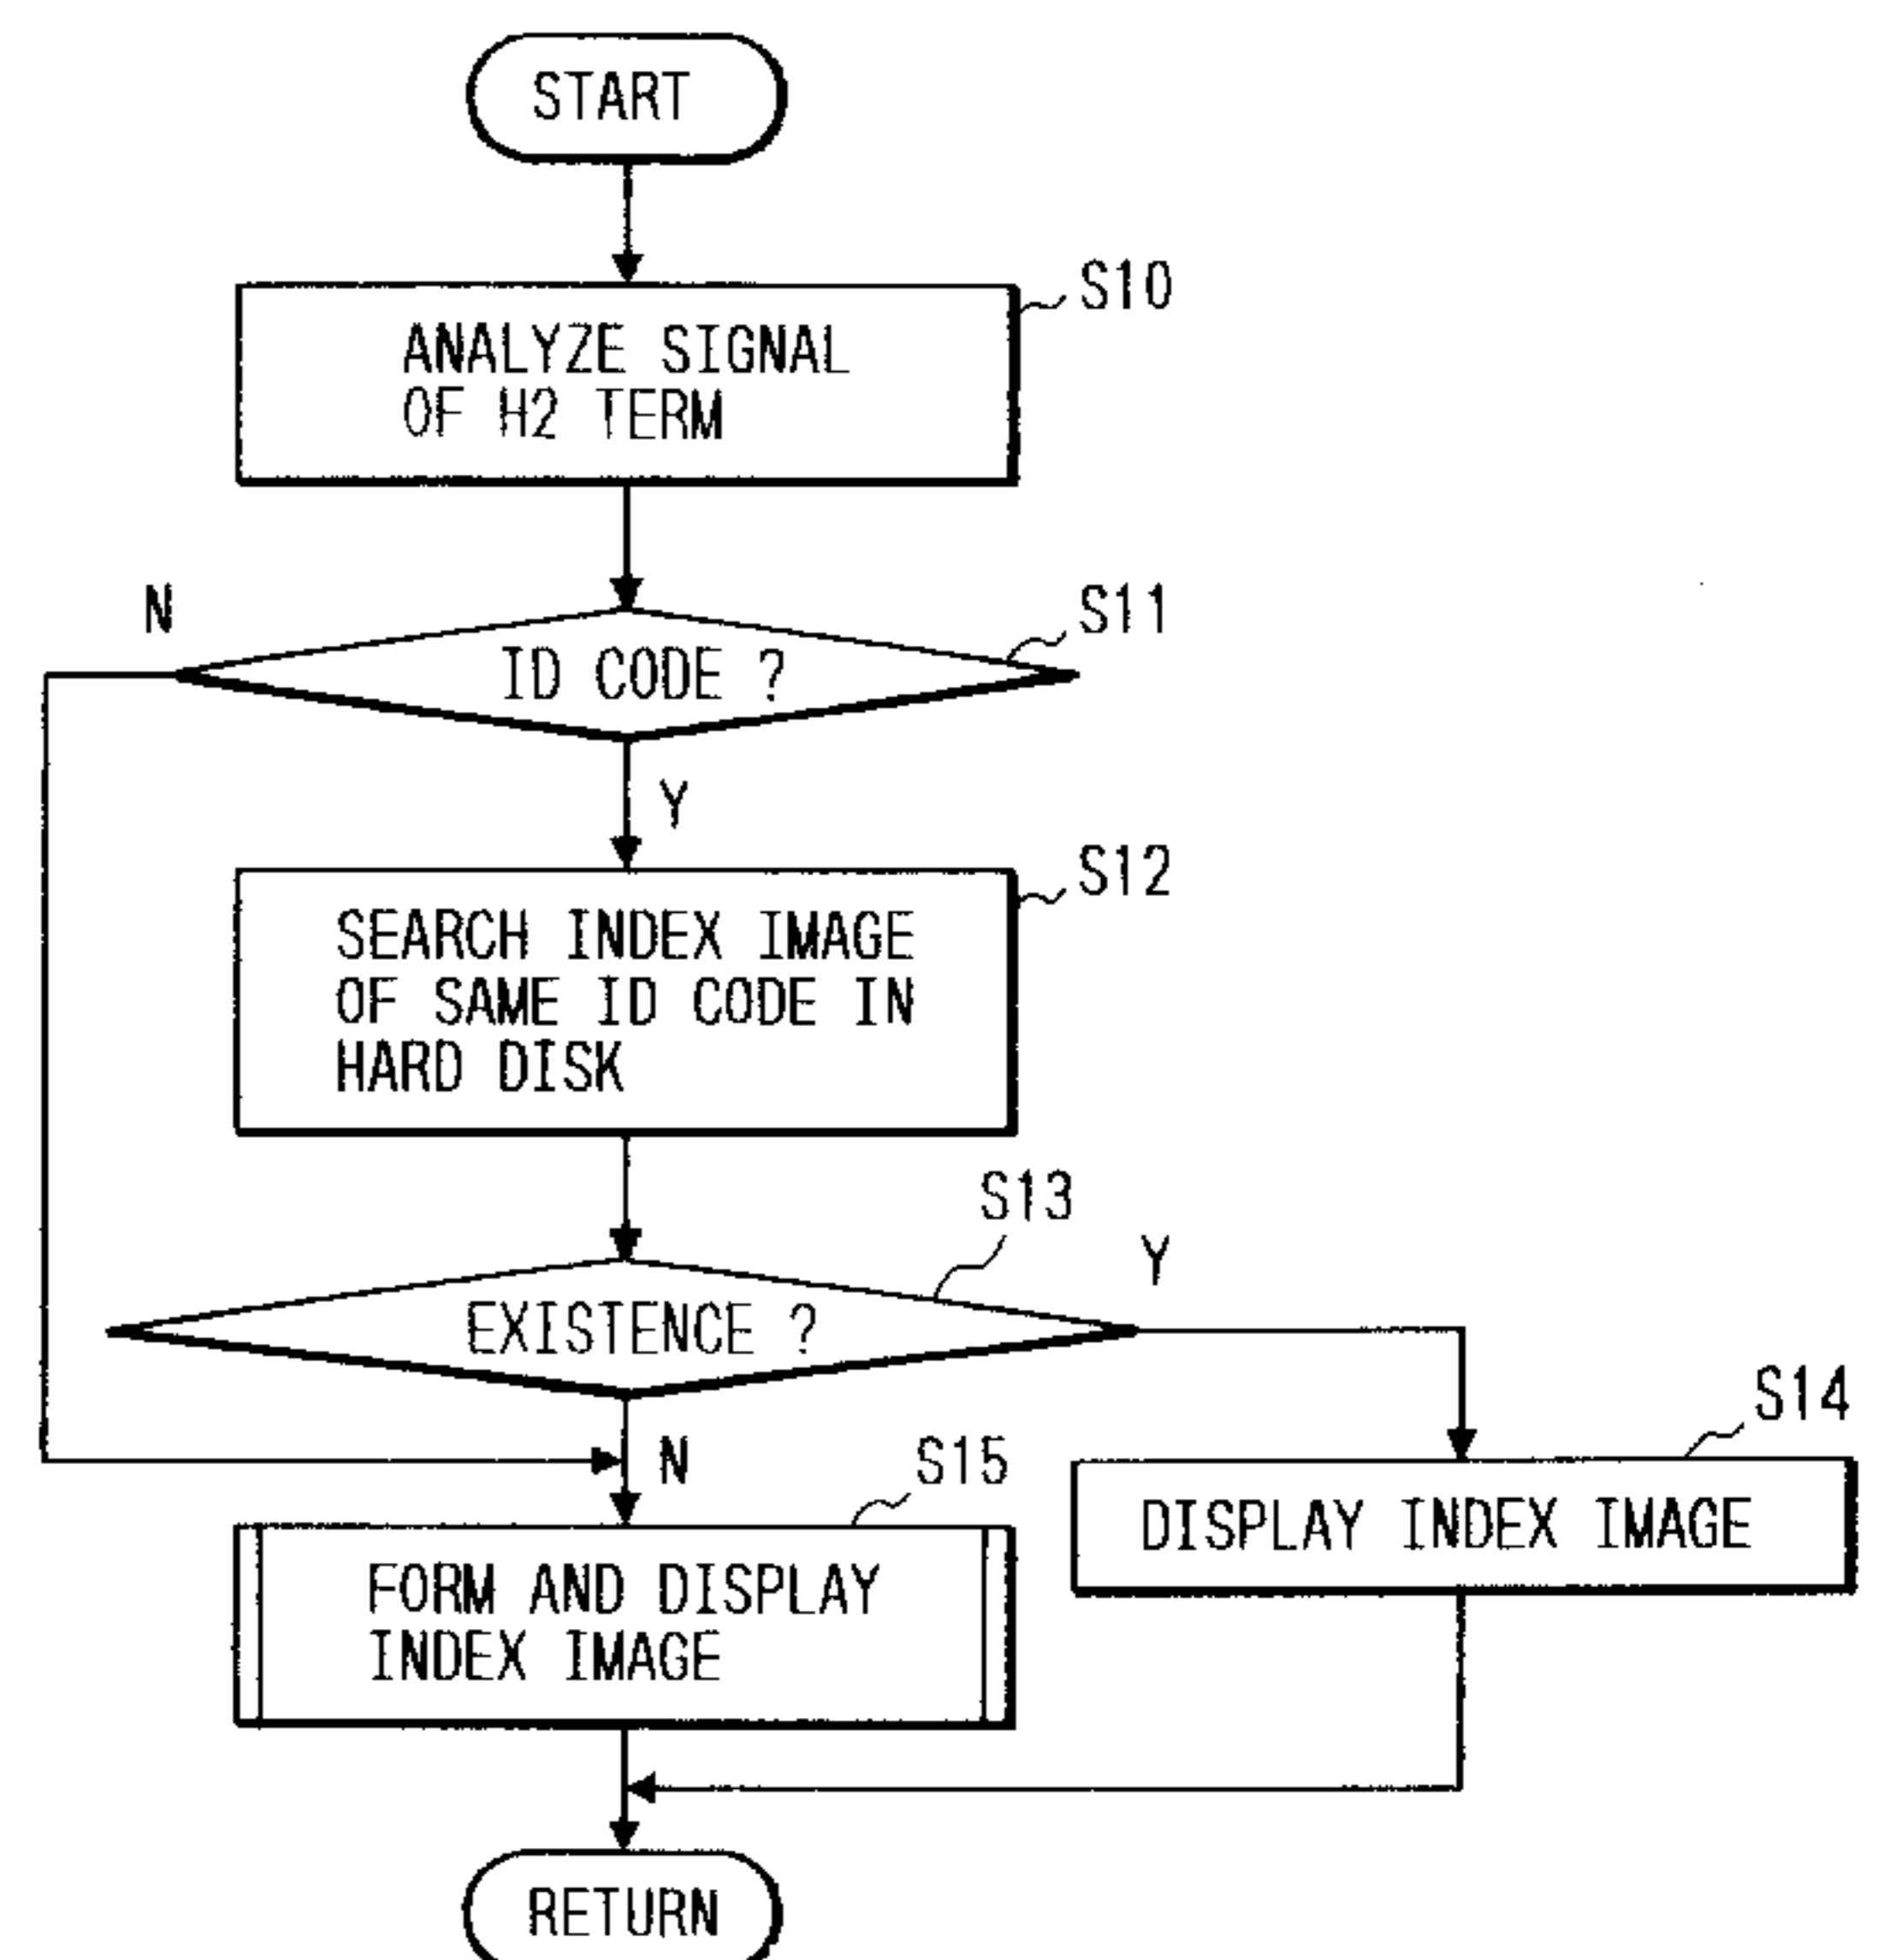 START
S10
ANALYZE SIGNAL
OF H2 TERM
N
S11
ID CODE ?
Y
S12
SEARCH INDEX IMAGE
OF SAME ID CODE IN
HARD DISK
S13
Y
EXISTENCE ?
S14
N
S15
DISPLAY INDEX IMAGE
FORM AND DISPLAY
INDEX IMAGE
RETURN